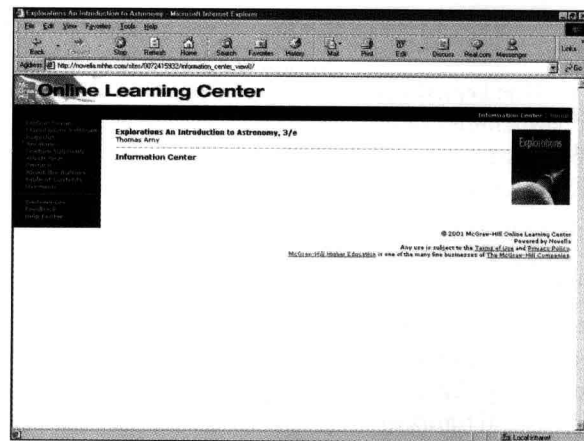 Explorations An Introduction to Astronomy - Microsoft Internet Explorer
File Edit View Favorites Tools Help
Back Stop Refresh Home Search Favorites History Mail Print Edit Discuss Real.com Messenger Links
Address http://novella.mhhe.com/sites/0072415932/information_center_view0/ Go
Online Learning Center
Information Center
Explorations An Introduction to Astronomy, 3/e
Thomas Arny
Explorations
Information Center
© 2001 McGraw-Hill Online Learning Center
Powered by Novella
Any use is subject to the Terms of Use and Privacy Policy.
McGraw-Hill Higher Education is one of the many fine businesses of The McGraw-Hill Companies.
Local intranet